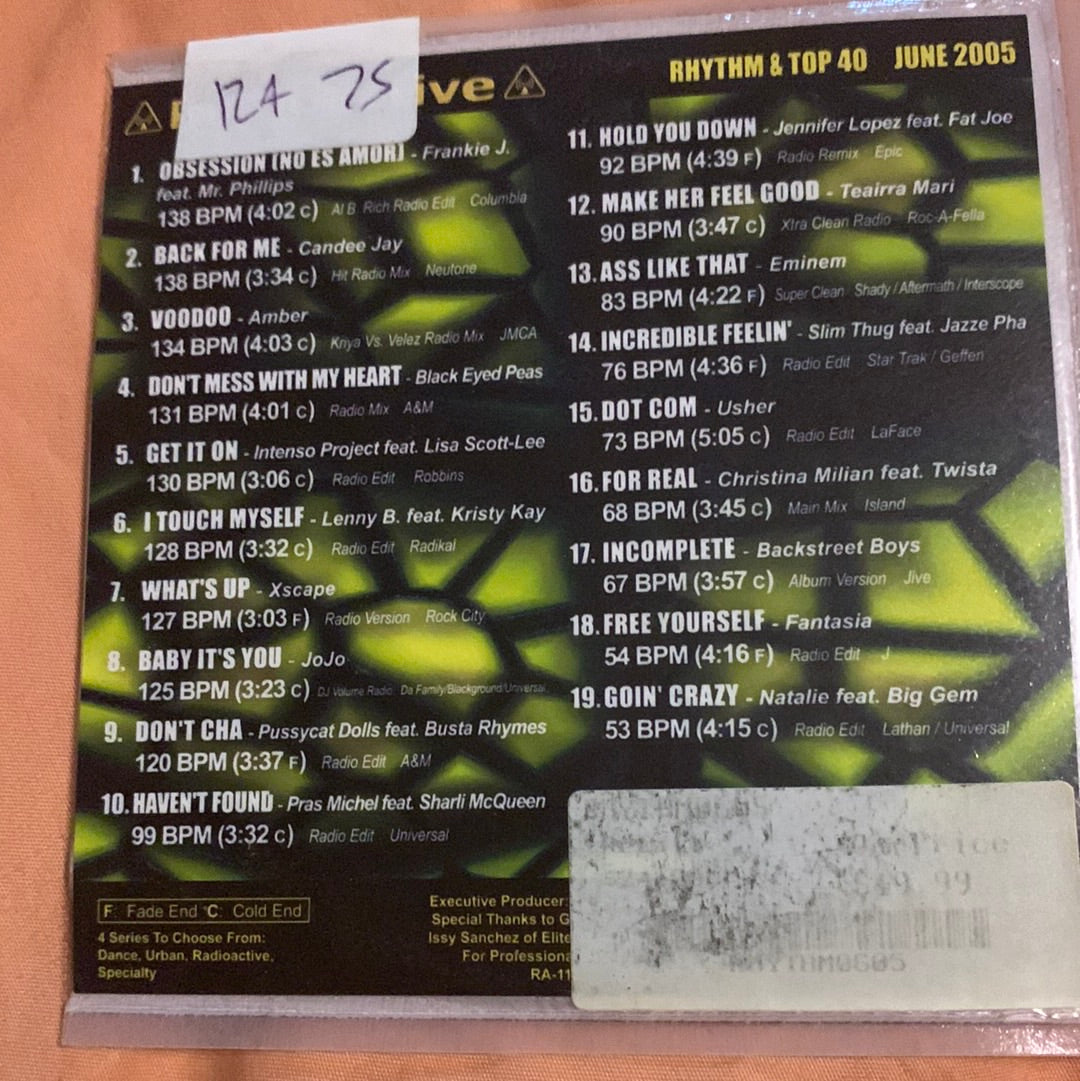 124 75
ive
RHYTHM & TOP 40 JUNE 2005
1. OBSESSION (NO ES AMOR) - Frankie J.
feat. Mr. Phillips
138 BPM (4:02 C) Al B Rich Radio Edit Columbia
2. BACK FOR ME - Candee Jay
138 BPM (3:34 C) Hit Radio Mix Neutone
3. VOODOO - Amber
134 BPM (4:03 C) Knya Vs. Velez Radio Mix JMCA
4. DON'T MESS WITH MY HEART - Black Eyed Peas
131 BPM (4:01 C) Radio Mix A&M
5. GET IT ON - Intenso Project feat. Lisa Scott-Lee
130 BPM (3:06 C) Radio Edit Robbins
6. I TOUCH MYSELF - Lenny B. feat. Kristy Kay
128 BPM (3:32 C) Radio Edit Radikal
7. WHAT'S UP - Xscape
127 BPM (3:03 F) Radio Version Rock City
8. BABY IT'S YOU - JoJo
125 BPM (3:23 C) DJ Volume Radio Da Family/Blackground/Universal
9. DON'T CHA - Pussycat Dolls feat. Busta Rhymes
120 BPM (3:37 F) Radio Edit A&M
10. HAVEN'T FOUND - Pras Michel feat. Sharli McQueen
99 BPM (3:32 C) Radio Edit Universal
11. HOLD YOU DOWN - Jennifer Lopez feat. Fat Joe
92 BPM (4:39 F) Radio Remix Epic
12. MAKE HER FEEL GOOD - Teairra Mari
90 BPM (3:47 C) Xtra Clean Radio Roc-A-Fella
13. ASS LIKE THAT - Eminem
83 BPM (4:22 F) Super Clean Shady / Aftermath / Interscope
14. INCREDIBLE FEELIN' - Slim Thug feat. Jazze Pha
76 BPM (4:36 F) Radio Edit Star Trak / Geffen
15. DOT COM - Usher
73 BPM (5:05 C) Radio Edit LaFace
16. FOR REAL - Christina Milian feat. Twista
68 BPM (3:45 C) Main Mix Island
17. INCOMPLETE - Backstreet Boys
67 BPM (3:57 C) Album Version Jive
18. FREE YOURSELF - Fantasia
54 BPM (4:16 F) Radio Edit J
19. GOIN' CRAZY - Natalie feat. Big Gem
53 BPM (4:15 C) Radio Edit Lathan / Universal
F: Fade End C: Cold End
4 Series To Choose From:
Dance, Urban, Radioactive,
Specialty
Executive Producer:
Special Thanks to G
Issy Sanchez of Elite
For Professiona
RA-11